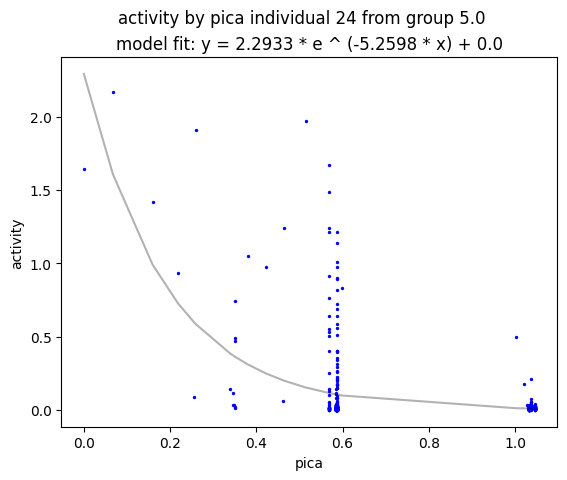 activity by pica individual 24 from group 5.0
model fit: y = 2.2933 * e ^ (-5.2598 * x) + 0.0
2.0
1.5
1.0
0.5
0.0
activity
0.0 0.2 0.4 0.6 0.8 1.0
pica